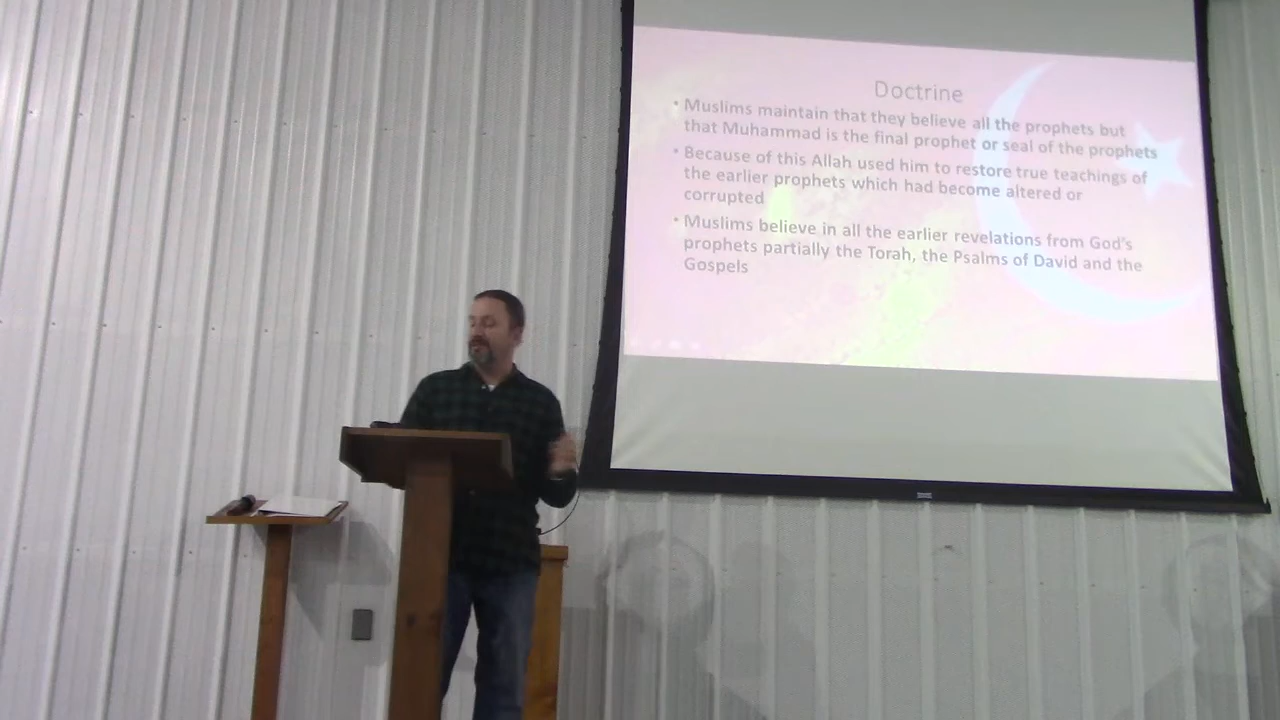 Doctrine
• Muslims maintain that they believe all the prophets but
that Muhammad is the final prophet or seal of the prophets
• Because of this Allah used him to restore true teachings of
the earlier prophets which had become altered or
corrupted
• Muslims believe in all the earlier revelations from God's
prophets partially the Torah, the Psalms of David and the
Gospels